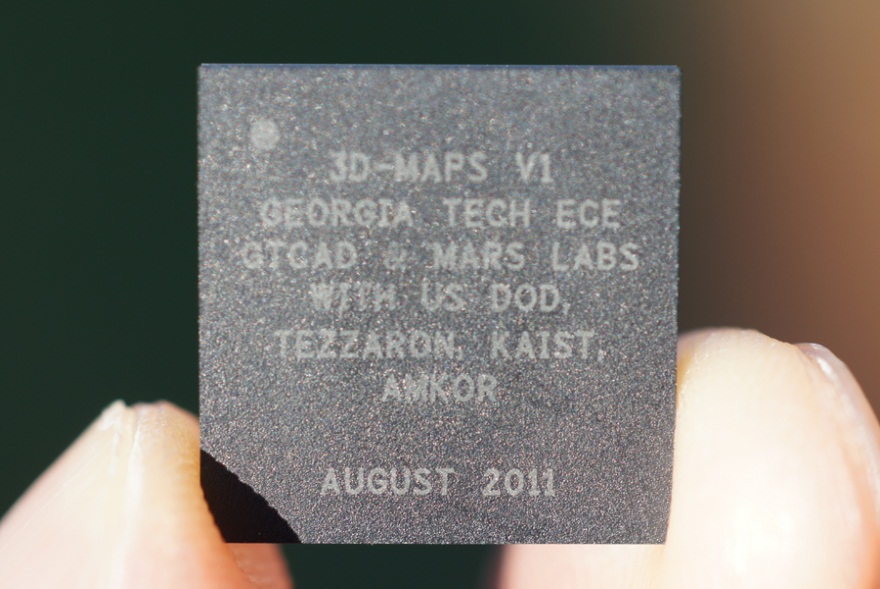 3D-MAPS V1
GEORGIA TECH ECE
GTCAD & MARS LABS
WITH US DOD,
TEZZARON, KAIST,
AMKOR
AUGUST 2011